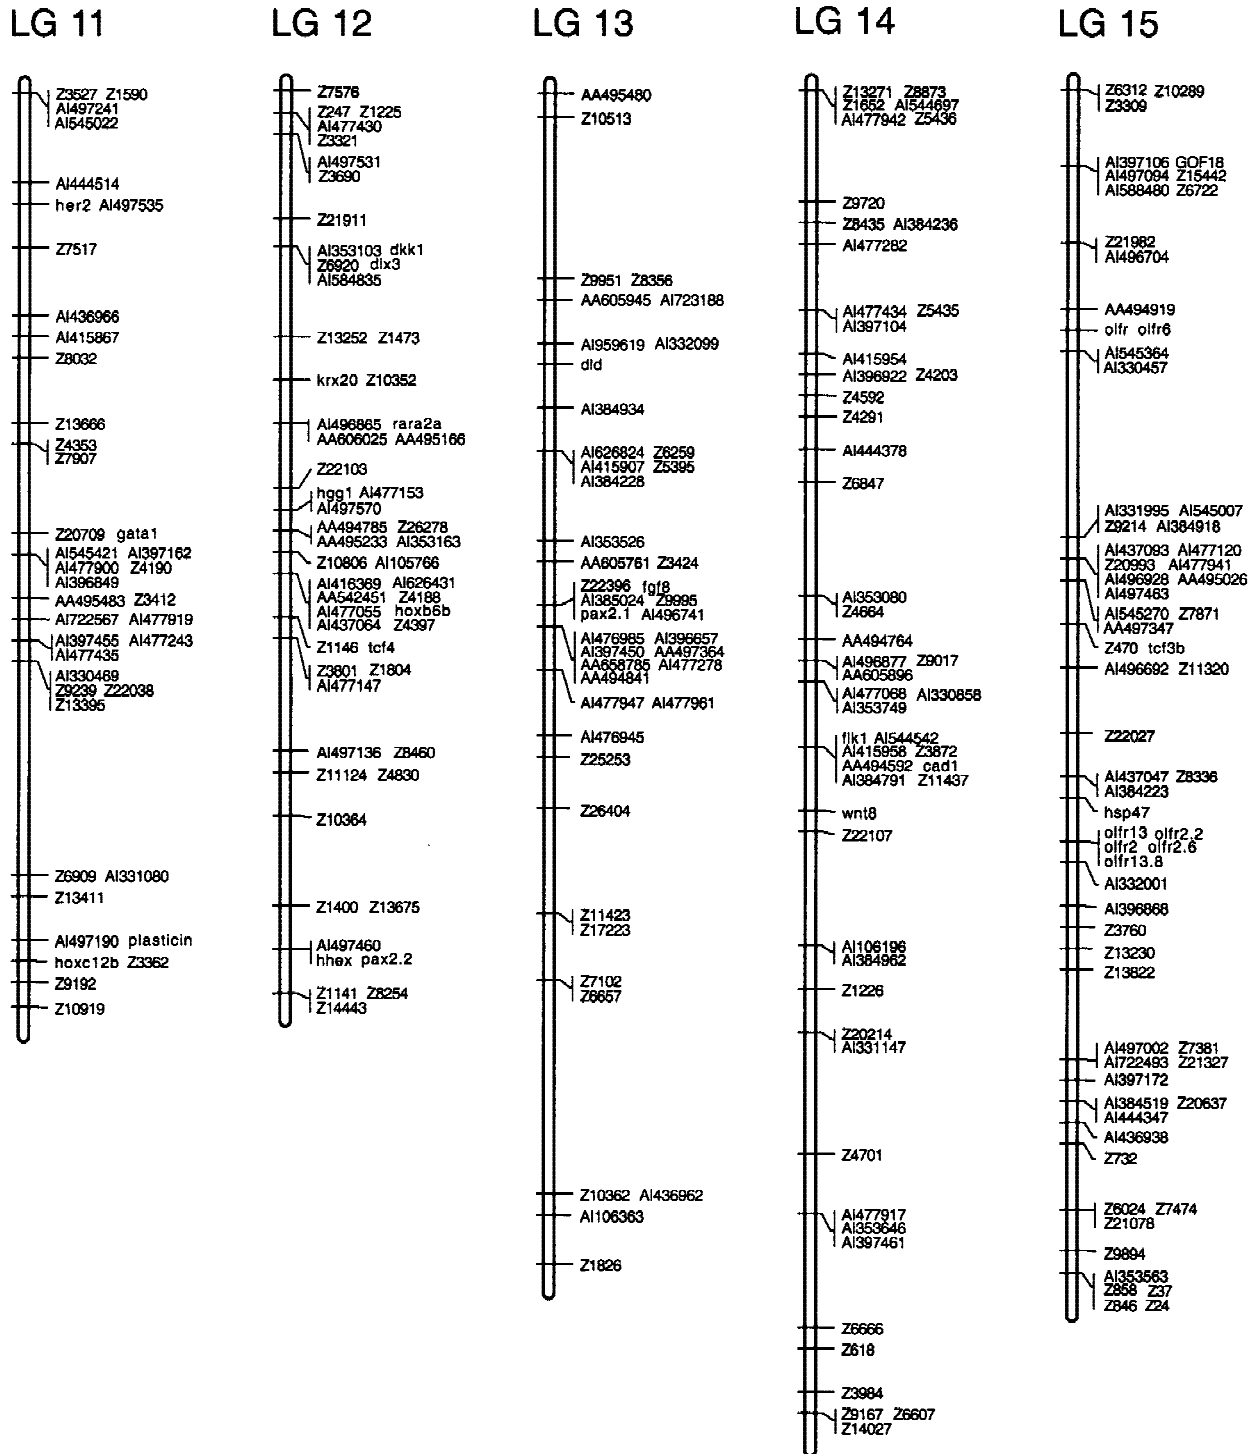 LG 11
Z3527 Z1590
AI497241
AI545022
AI444514
her2 AI497535
Z7517
AI436966
AI415867
Z8032
Z13666
Z4353
Z7907
Z20709 gata1
AI545421 AI397162
AI477900 Z4190
AI396849
AA495483 Z3412
AI722567 AI477919
AI397455 AI477243
AI477435
AI330469
Z9239 Z22038
Z13395
Z6909 AI331080
Z13411
AI497190 plasticin
hoxc12b Z3362
Z9192
Z10919
LG 12
Z7576
Z247 Z1225
AI477430
Z3321
AI497531
Z3690
Z21911
AI353103 dkk1
Z6920 dlx3
AI584835
Z13252 Z1473
krx20 Z10352
AI496865 rara2a
AA606025 AA495166
Z22103
hgg1 AI477153
AI497570
AA494785 Z26278
AA495233 AI353163
Z10806 AI105766
AI416369 AI626431
AA542451 Z4188
AI477055 hoxb6b
AI437064 Z4397
Z1146 tcf4
Z3801 Z1804
AI477147
AI497136 Z8460
Z11124 Z4830
Z10364
Z1400 Z13675
AI497460
hhex pax2.2
Z1141 Z8254
Z14443
LG 13
AA495480
Z10513
Z9951 Z8356
AA605945 AI723188
AI959619 AI332099
dld
AI384934
AI626824 Z6259
AI415907 Z5395
AI384228
AI353526
AA605761 Z3424
Z22396 fgf8
AI385024 Z9995
pax2.1 AI496741
AI476985 AI396657
AI397450 AA497364
AA658785 AI477278
AA494841
AI477947 AI477961
AI476945
Z25253
Z26404
Z11423
Z17223
Z7102
Z6657
Z10362 AI436962
AI106363
Z1826
LG 14
Z13271 Z8873
Z1652 AI544697
AI477942 Z5436
Z9720
Z8435 AI384236
AI477282
AI477434 Z5435
AI397104
AI415954
AI396922 Z4203
Z4592
Z4291
AI444378
Z6847
AI353080
Z4664
AA494764
AI496877 Z9017
AA605896
AI477068 AI330858
AI353749
flk1 AI544542
AI415958 Z3872
AA494592 cad1
AI384791 Z11437
wnt8
Z22107
AI106196
AI384962
Z1226
Z20214
AI331147
Z4701
AI477917
AI353646
AI397461
Z6666
Z618
Z3984
Z9167 Z6607
Z14027
LG 15
Z6312 Z10289
Z3309
AI397106 GOF18
AI497094 Z15442
AI588480 Z6722
Z21982
AI496704
AA494919
olfr olfr6
AI545364
AI330457
AI331995 AI545007
Z9214 AI384918
AI437093 AI477120
Z20993 AI477941
AI496928 AA495026
AI497463
AI545270 Z7871
AA497347
Z470 tcf3b
AI496692 Z11320
Z22027
AI437047 Z8336
AI384223
hsp47
olfr13 olfr2.2
olfr2 olfr2.6
olfr13.8
AI332001
AI396868
Z3760
Z13230
Z13822
AI497002 Z7381
AI722493 Z21327
AI397172
AI384519 Z20637
AI444347
AI436938
Z732
Z6024 Z7474
Z21078
Z9894
AI353563
Z858 Z37
Z846 Z24